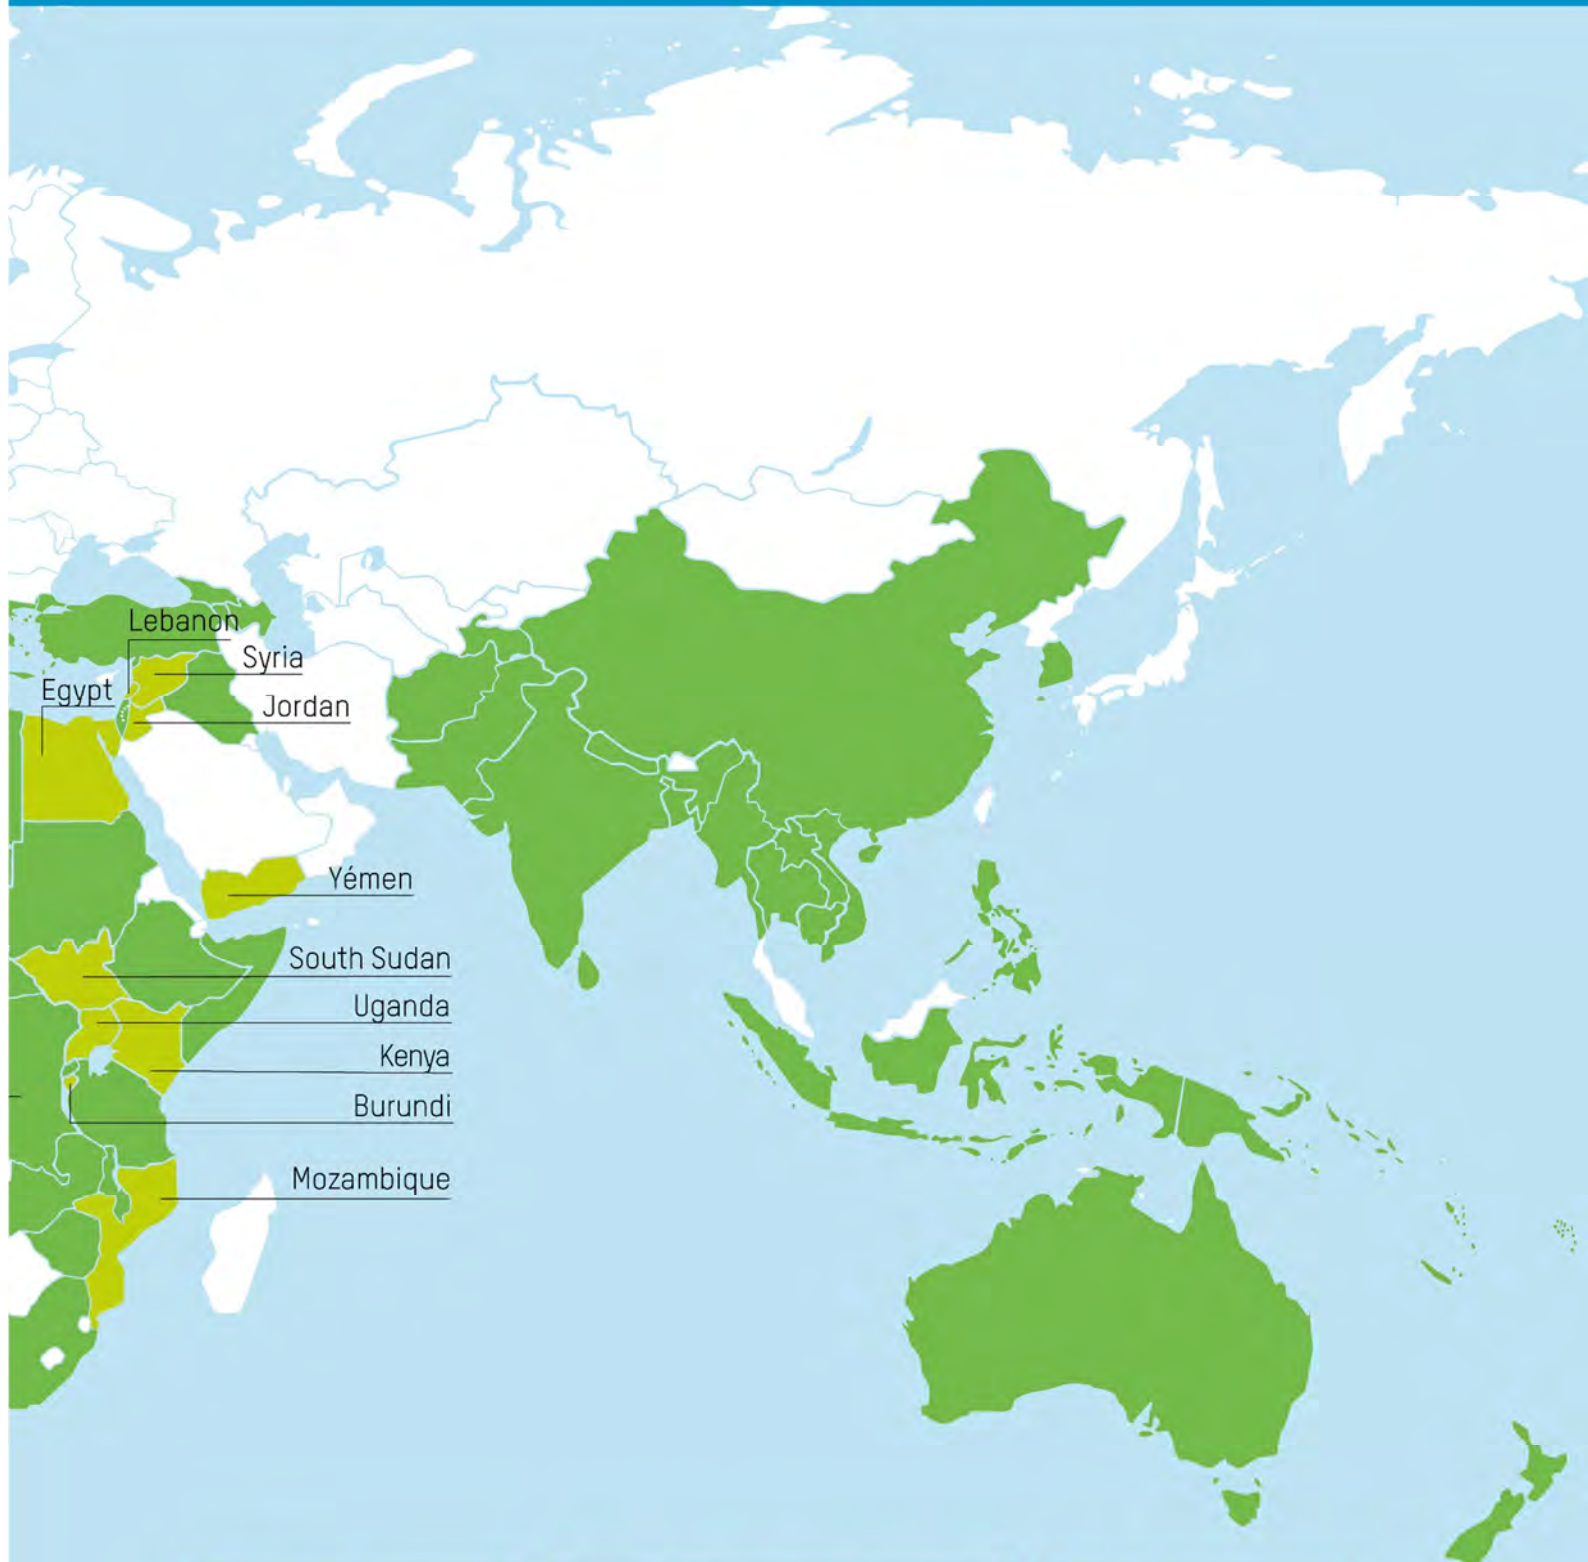 Lebanon
Syria
Egypt
Jordan
Yémen
South Sudan
Uganda
Kenya
Burundi
Mozambique